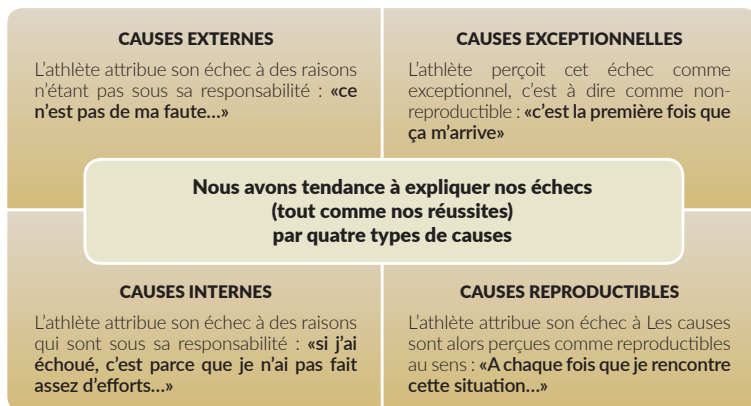 CAUSES EXTERNES
L'athlète attribue son échec à des raisons
n'étant pas sous sa responsabilité : «ce
n'est pas de ma faute...»
CAUSES EXCEPTIONNELLES
L'athlète perçoit cet échec comme
exceptionnel, c'est à dire comme non-
reproductible : «c'est la première fois que
ça m'arrive»
Nous avons tendance à expliquer nos échecs
(tout comme nos réussites)
par quatre types de causes
CAUSES INTERNES
L'athlète attribue son échec à des raisons
qui sont sous sa responsabilité : «si j'ai
échoué, c'est parce que je n'ai pas fait
assez d'efforts...»
CAUSES REPRODUCTIBLES
L'athlète attribue son échec à Les causes
sont alors perçues comme reproductibles
au sens : «A chaque fois que je rencontre
cette situation...»